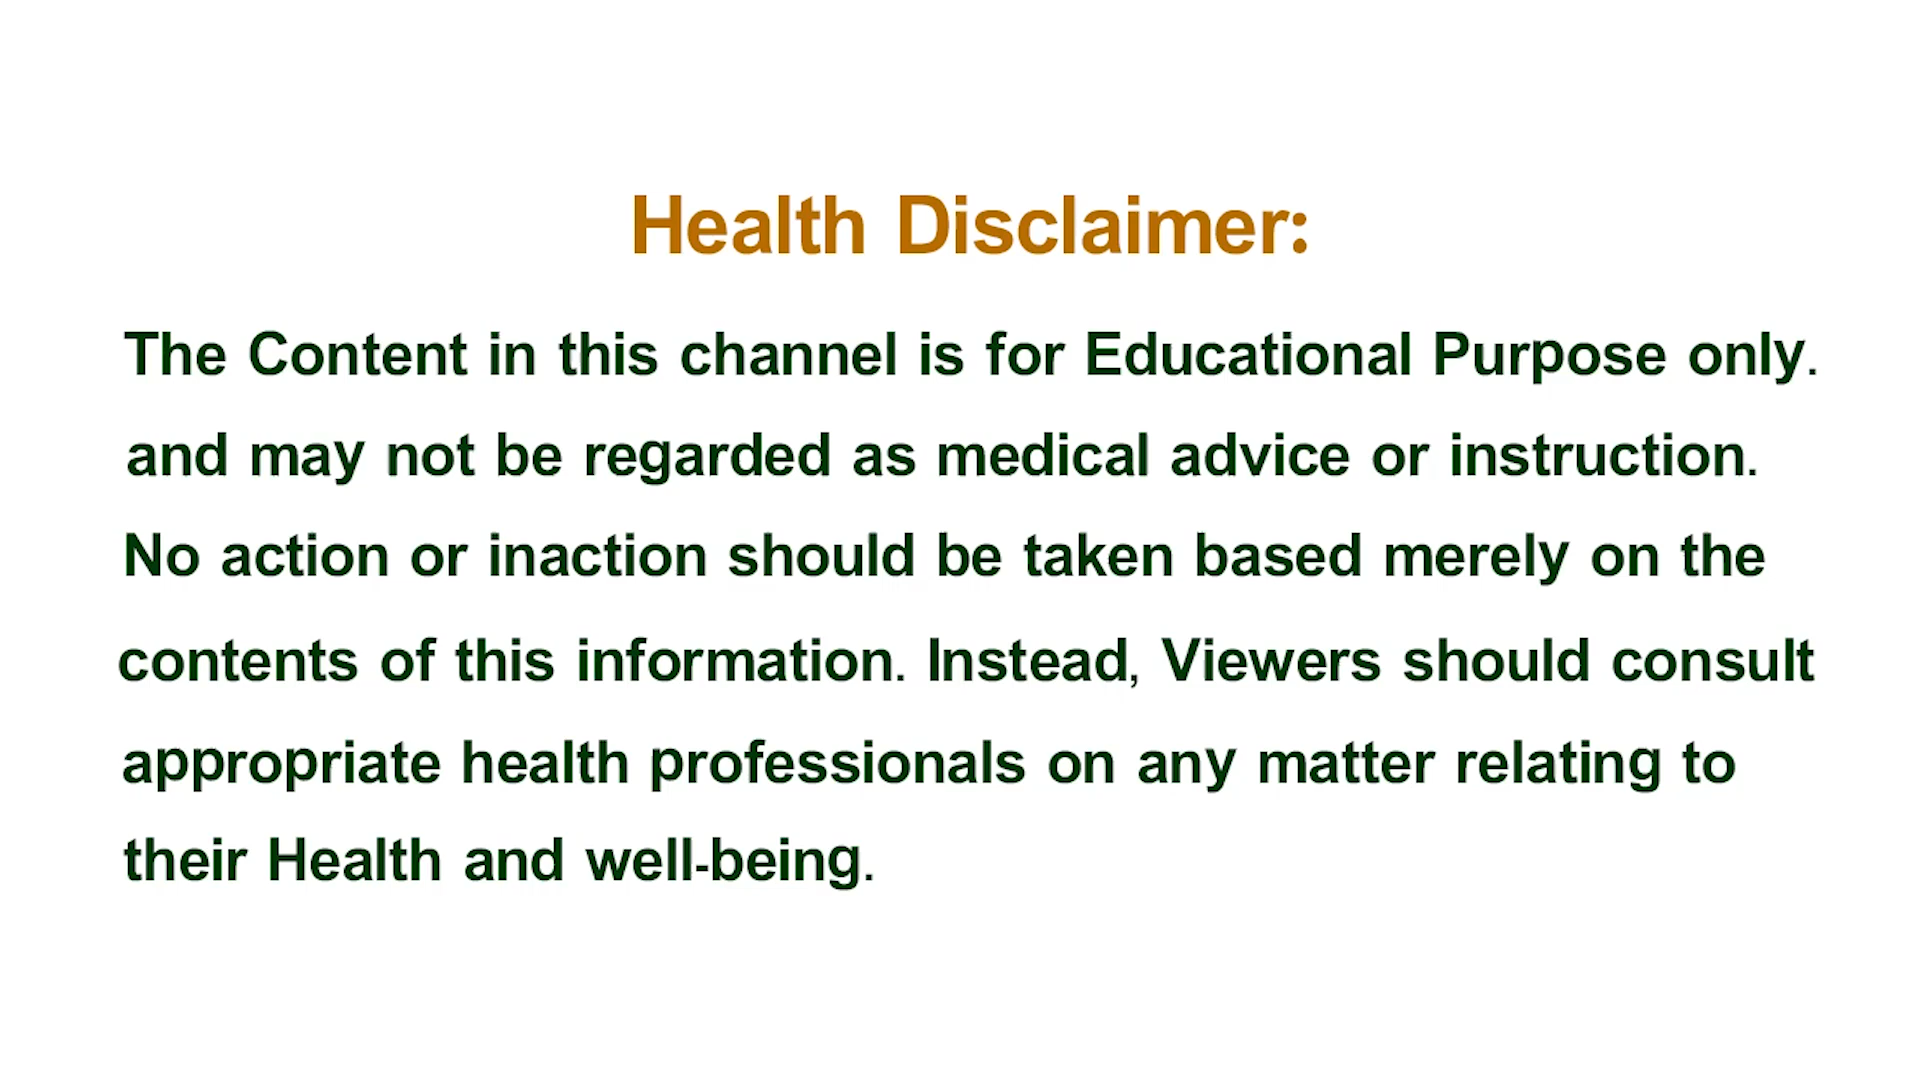 Health Disclaimer:
The Content in this channel is for Educational Purpose only.
and may not be regarded as medical advice or instruction.
No action or inaction should be taken based merely on the
contents of this information. Instead, Viewers should consult
appropriate health professionals on any matter relating to
their Health and well-being.